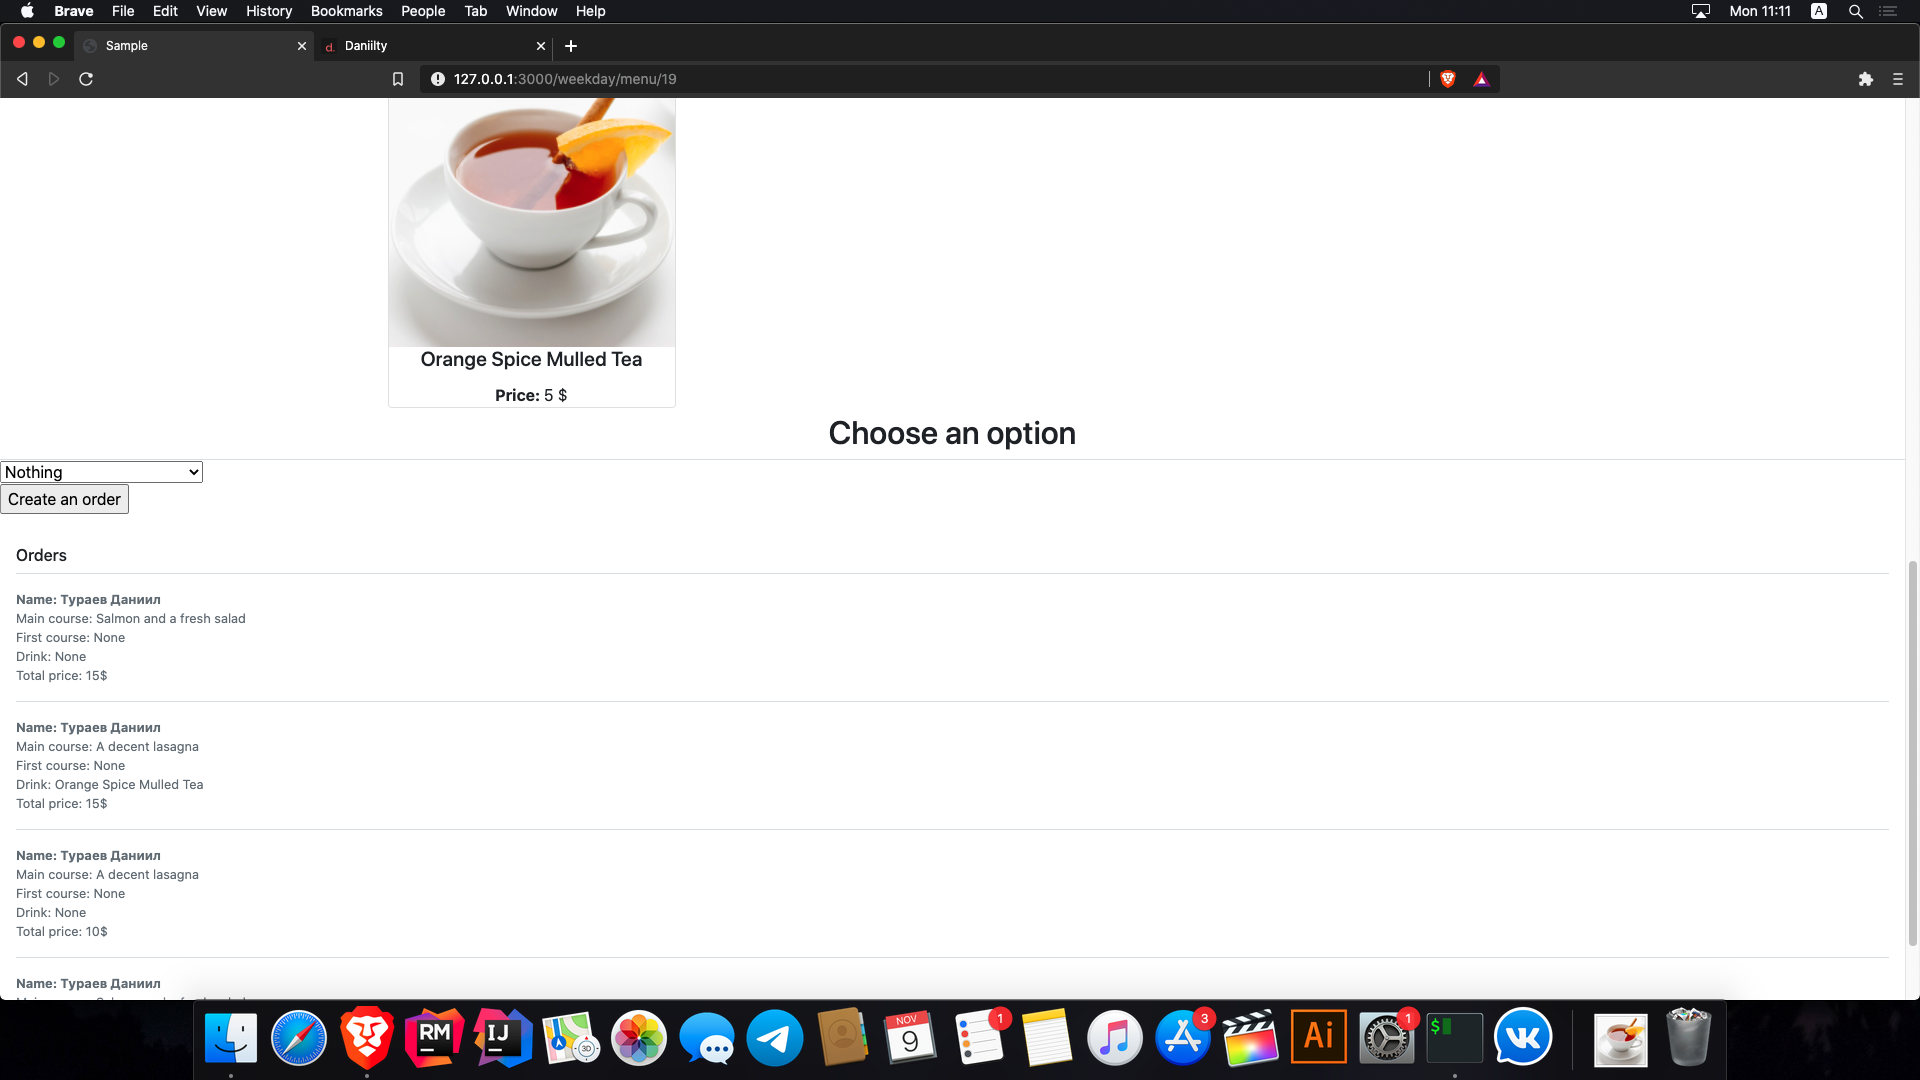 Brave File Edit View History Bookmarks People Tab Window Help Mon 11:11 A
Sample d. Daniilty
127.0.0.1:3000/weekday/menu/19
Orange Spice Mulled Tea
Price: 5 $
Choose an option
Nothing
Create an order
Orders
Name: Тураев Даниил
Main course: Salmon and a fresh salad
First course: None
Drink: None
Total price: 15$
Name: Тураев Даниил
Main course: A decent lasagna
First course: None
Drink: Orange Spice Mulled Tea
Total price: 15$
Name: Тураев Даниил
Main course: A decent lasagna
First course: None
Drink: None
Total price: 10$
Name: Тураев Даниил
RM IJ 3D NOV 9 1 3 Ai 1 $